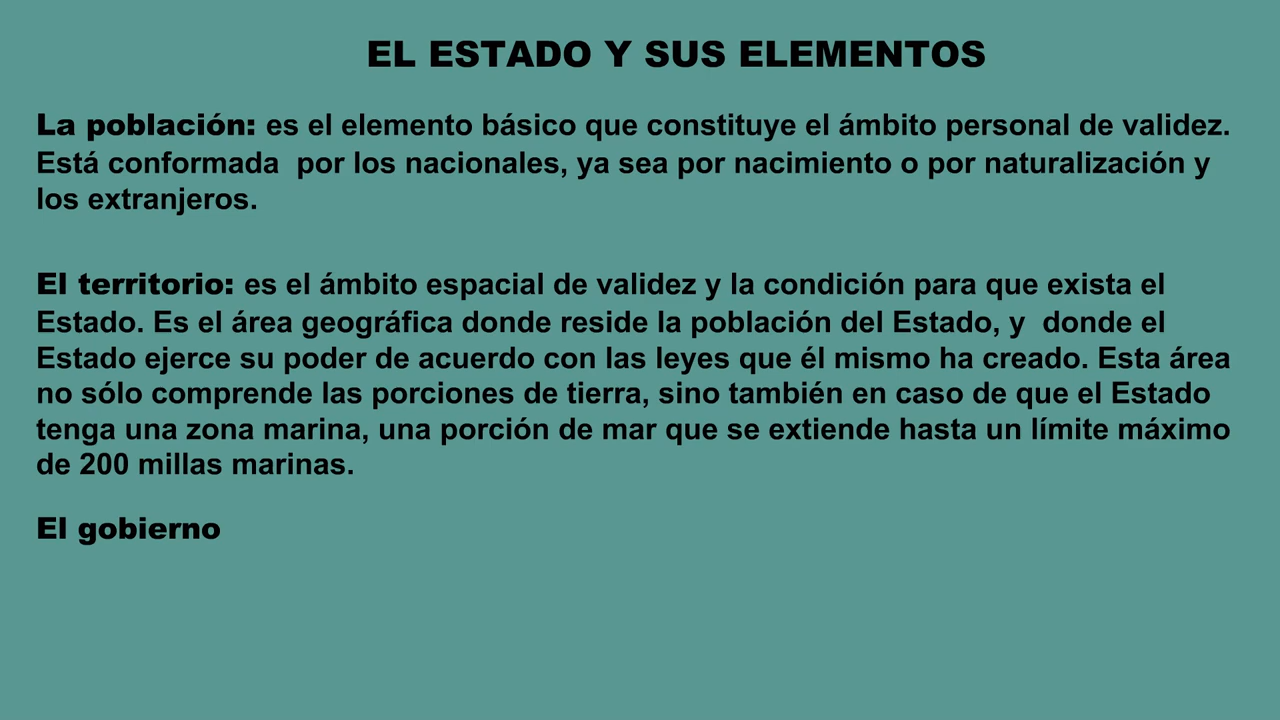 EL ESTADO Y SUS ELEMENTOS
La población: es el elemento básico que constituye el ámbito personal de validez.
Está conformada  por los nacionales, ya sea por nacimiento o por naturalización y
los extranjeros.
El territorio: es el ámbito espacial de validez y la condición para que exista el
Estado. Es el área geográfica donde reside la población del Estado, y  donde el
Estado ejerce su poder de acuerdo con las leyes que él mismo ha creado. Esta área
no sólo comprende las porciones de tierra, sino también en caso de que el Estado
tenga una zona marina, una porción de mar que se extiende hasta un límite máximo
de 200 millas marinas.
El gobierno